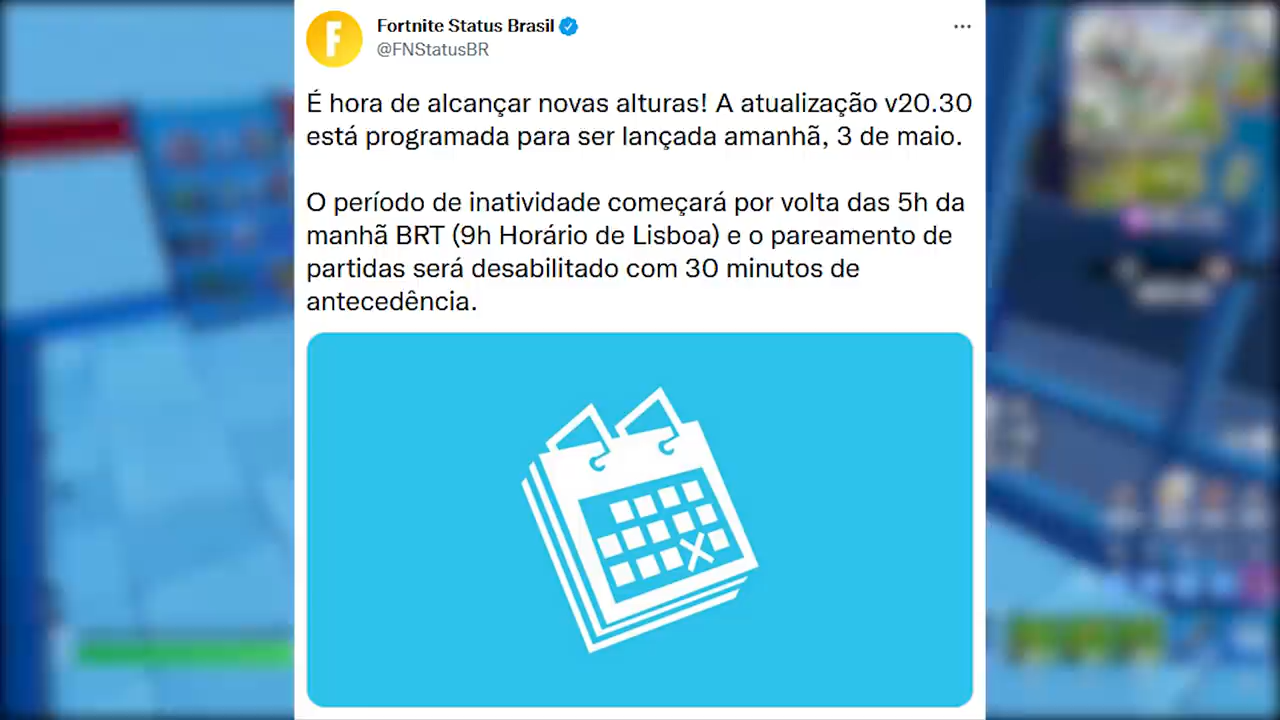 Fortnite Status Brasil
@FNStatusBR
É hora de alcançar novas alturas! A atualização v20.30
está programada para ser lançada amanhã, 3 de maio.
O período de inatividade começará por volta das 5h da
manhã BRT (9h Horário de Lisboa) e o pareamento de
partidas será desabilitado com 30 minutos de
antecedência.